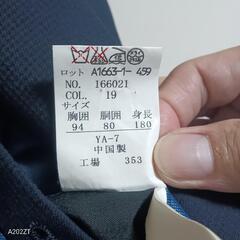 ロット A1663-1- 459
NO. 166021
COL. 19
サイズ
胸囲 胴囲 身長
94 80 180
YA-7
中国製
工場 353
A202ZT